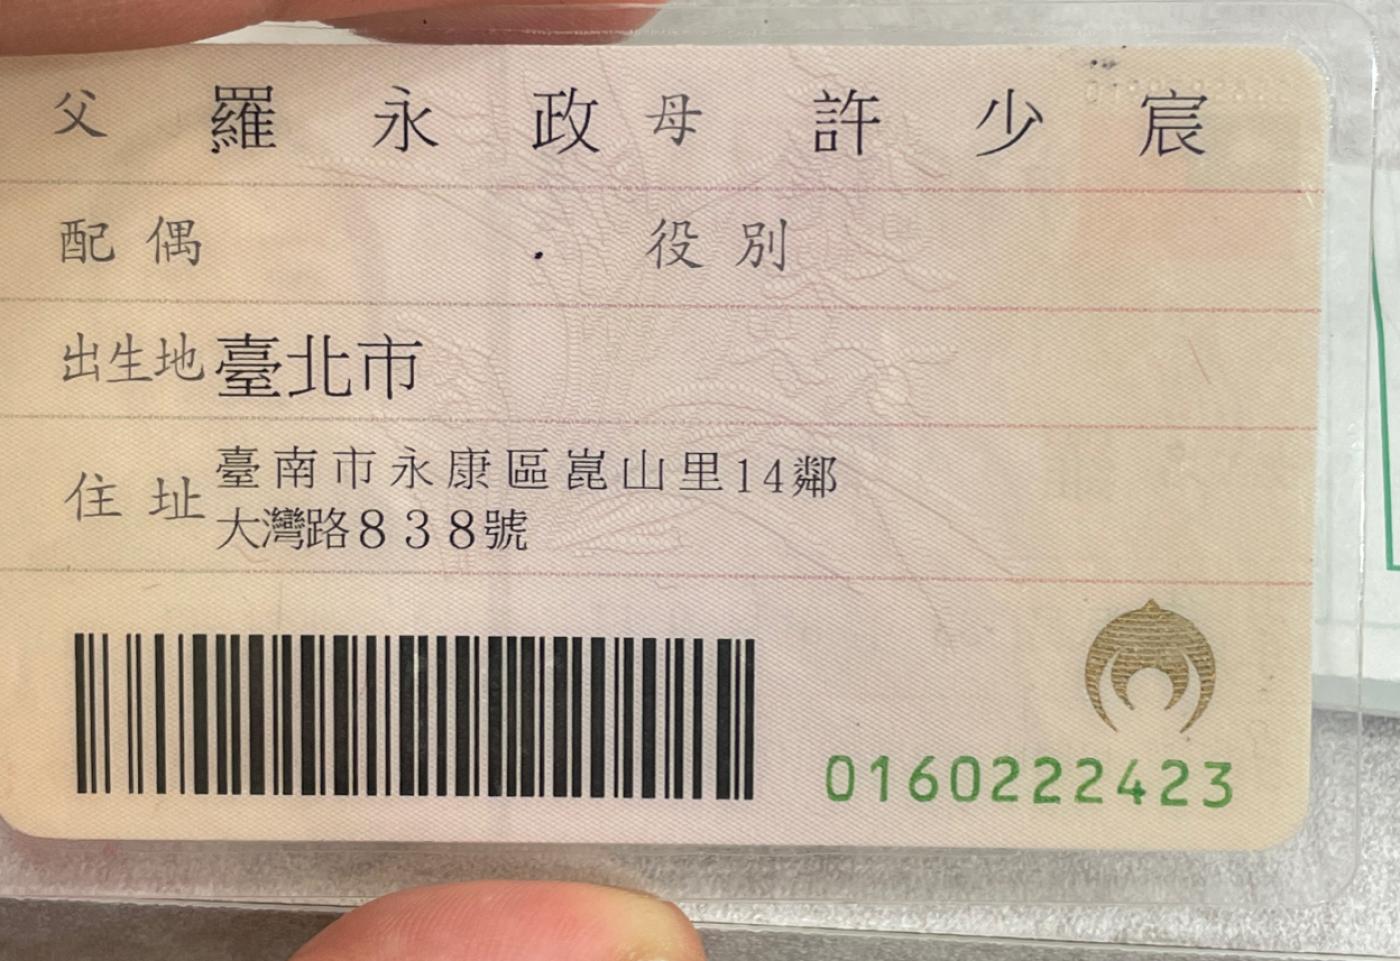 父 羅永政 母 許少宸
配偶 役別
出生地 臺北市
住址 臺南市永康區崑山里14鄰
大灣路838號
0160222423